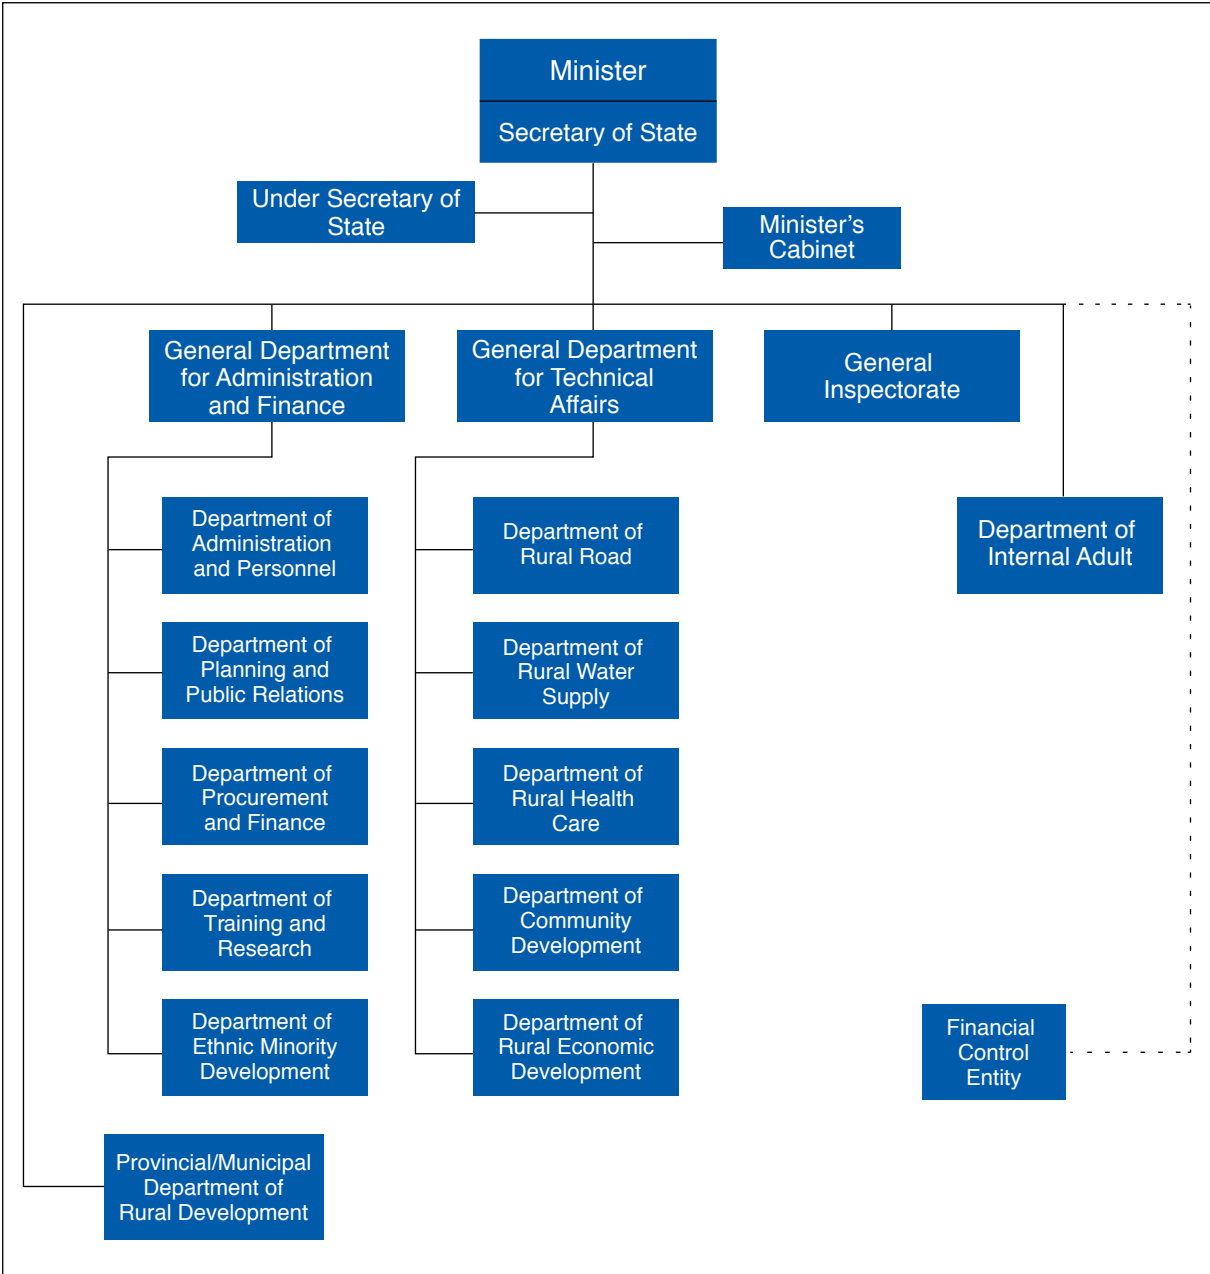 Minister
Secretary of State
Under Secretary of
State
Minister’s
Cabinet
General Department
for Administration
and Finance
General Department
for Technical
Affairs
General
Inspectorate
Department of
Administration
and Personnel
Department of
Rural Road
Department of
Internal Adult
Department of
Planning and
Public Relations
Department of
Rural Water
Supply
Department of
Procurement
and Finance
Department of
Rural Health
Care
Department of
Training and
Research
Department of
Community
Development
Department of
Ethnic Minority
Development
Department of
Rural Economic
Development
Financial
Control
Entity
Provincial/Municipal
Department of
Rural Development